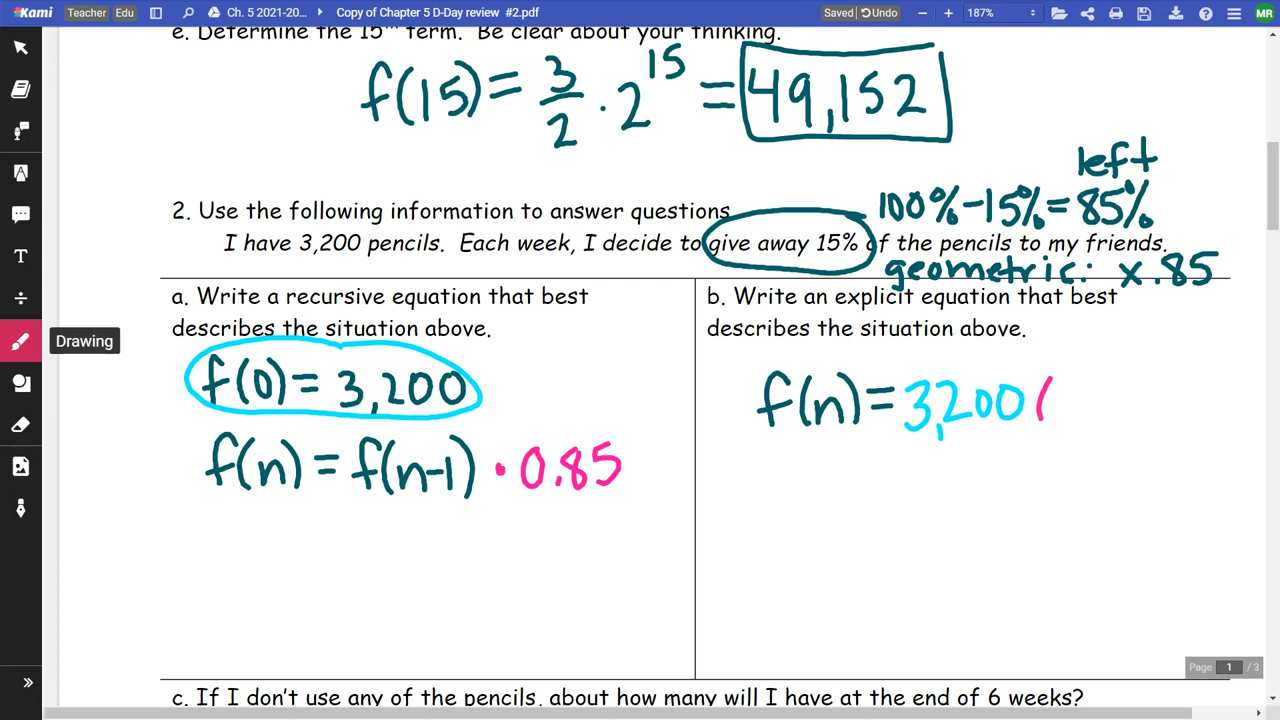 Kami Teacher Edu Ch. 5 2021-20... Copy of Chapter 5 D-Day review #2.pdf Saved Undo 187% MR
e. Determine the 15th term. Be clear about your thinking.
f(15) = 3/2 · 2^15 = 49,152
left
100% - 15% = 85%
2. Use the following information to answer questions
I have 3,200 pencils. Each week, I decide to give away 15% of the pencils to my friends.
geometric: x .85
a. Write a recursive equation that best
describes the situation above.
f(0) = 3,200
f(n) = f(n-1) · 0.85
b. Write an explicit equation that best
describes the situation above.
f(n) = 3,200 (
Drawing
Page 1 / 3
c. If I don't use any of the pencils, about how many will I have at the end of 6 weeks?